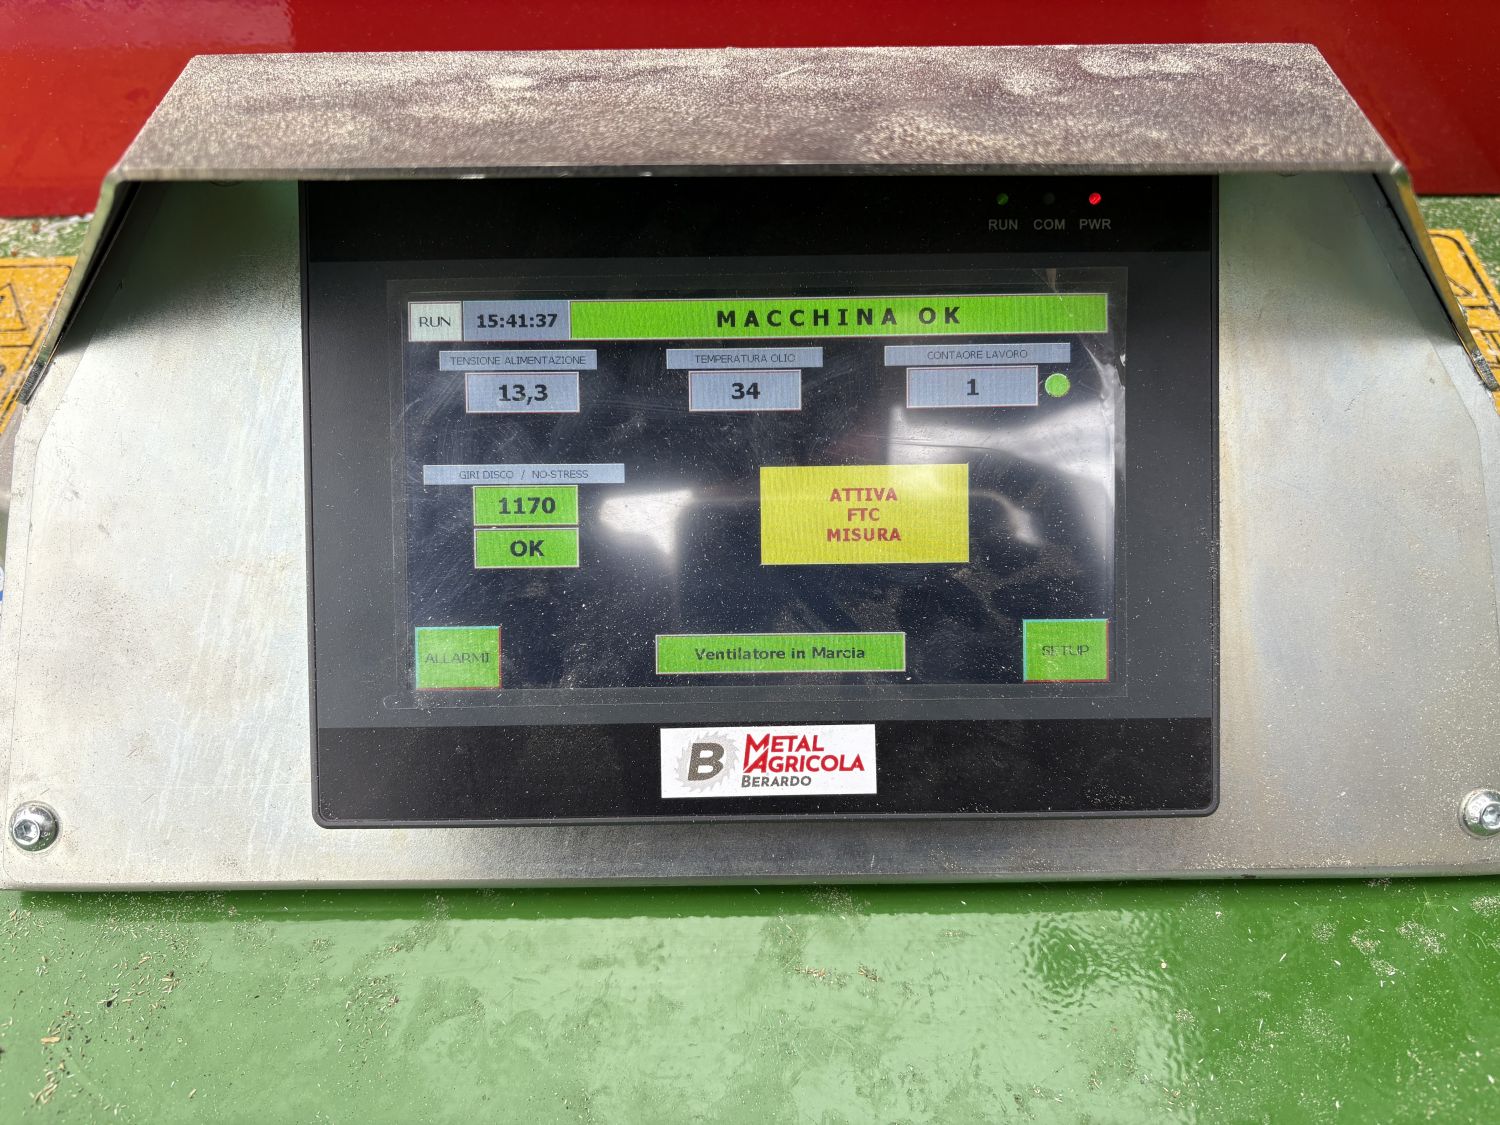 RUN COM PWR
RUN 15:41:37 MACCHINA OK
TENSIONE ALIMENTAZIONE TEMPERATURA OLIO CONTAORE LAVORO
13,3 34 1
GIRI DISCO / NO-STRESS
1170
OK
ATTIVA
FTC
MISURA
ALLARMI Ventilatore in Marcia SETUP
B METAL
AGRICOLA
BERARDO